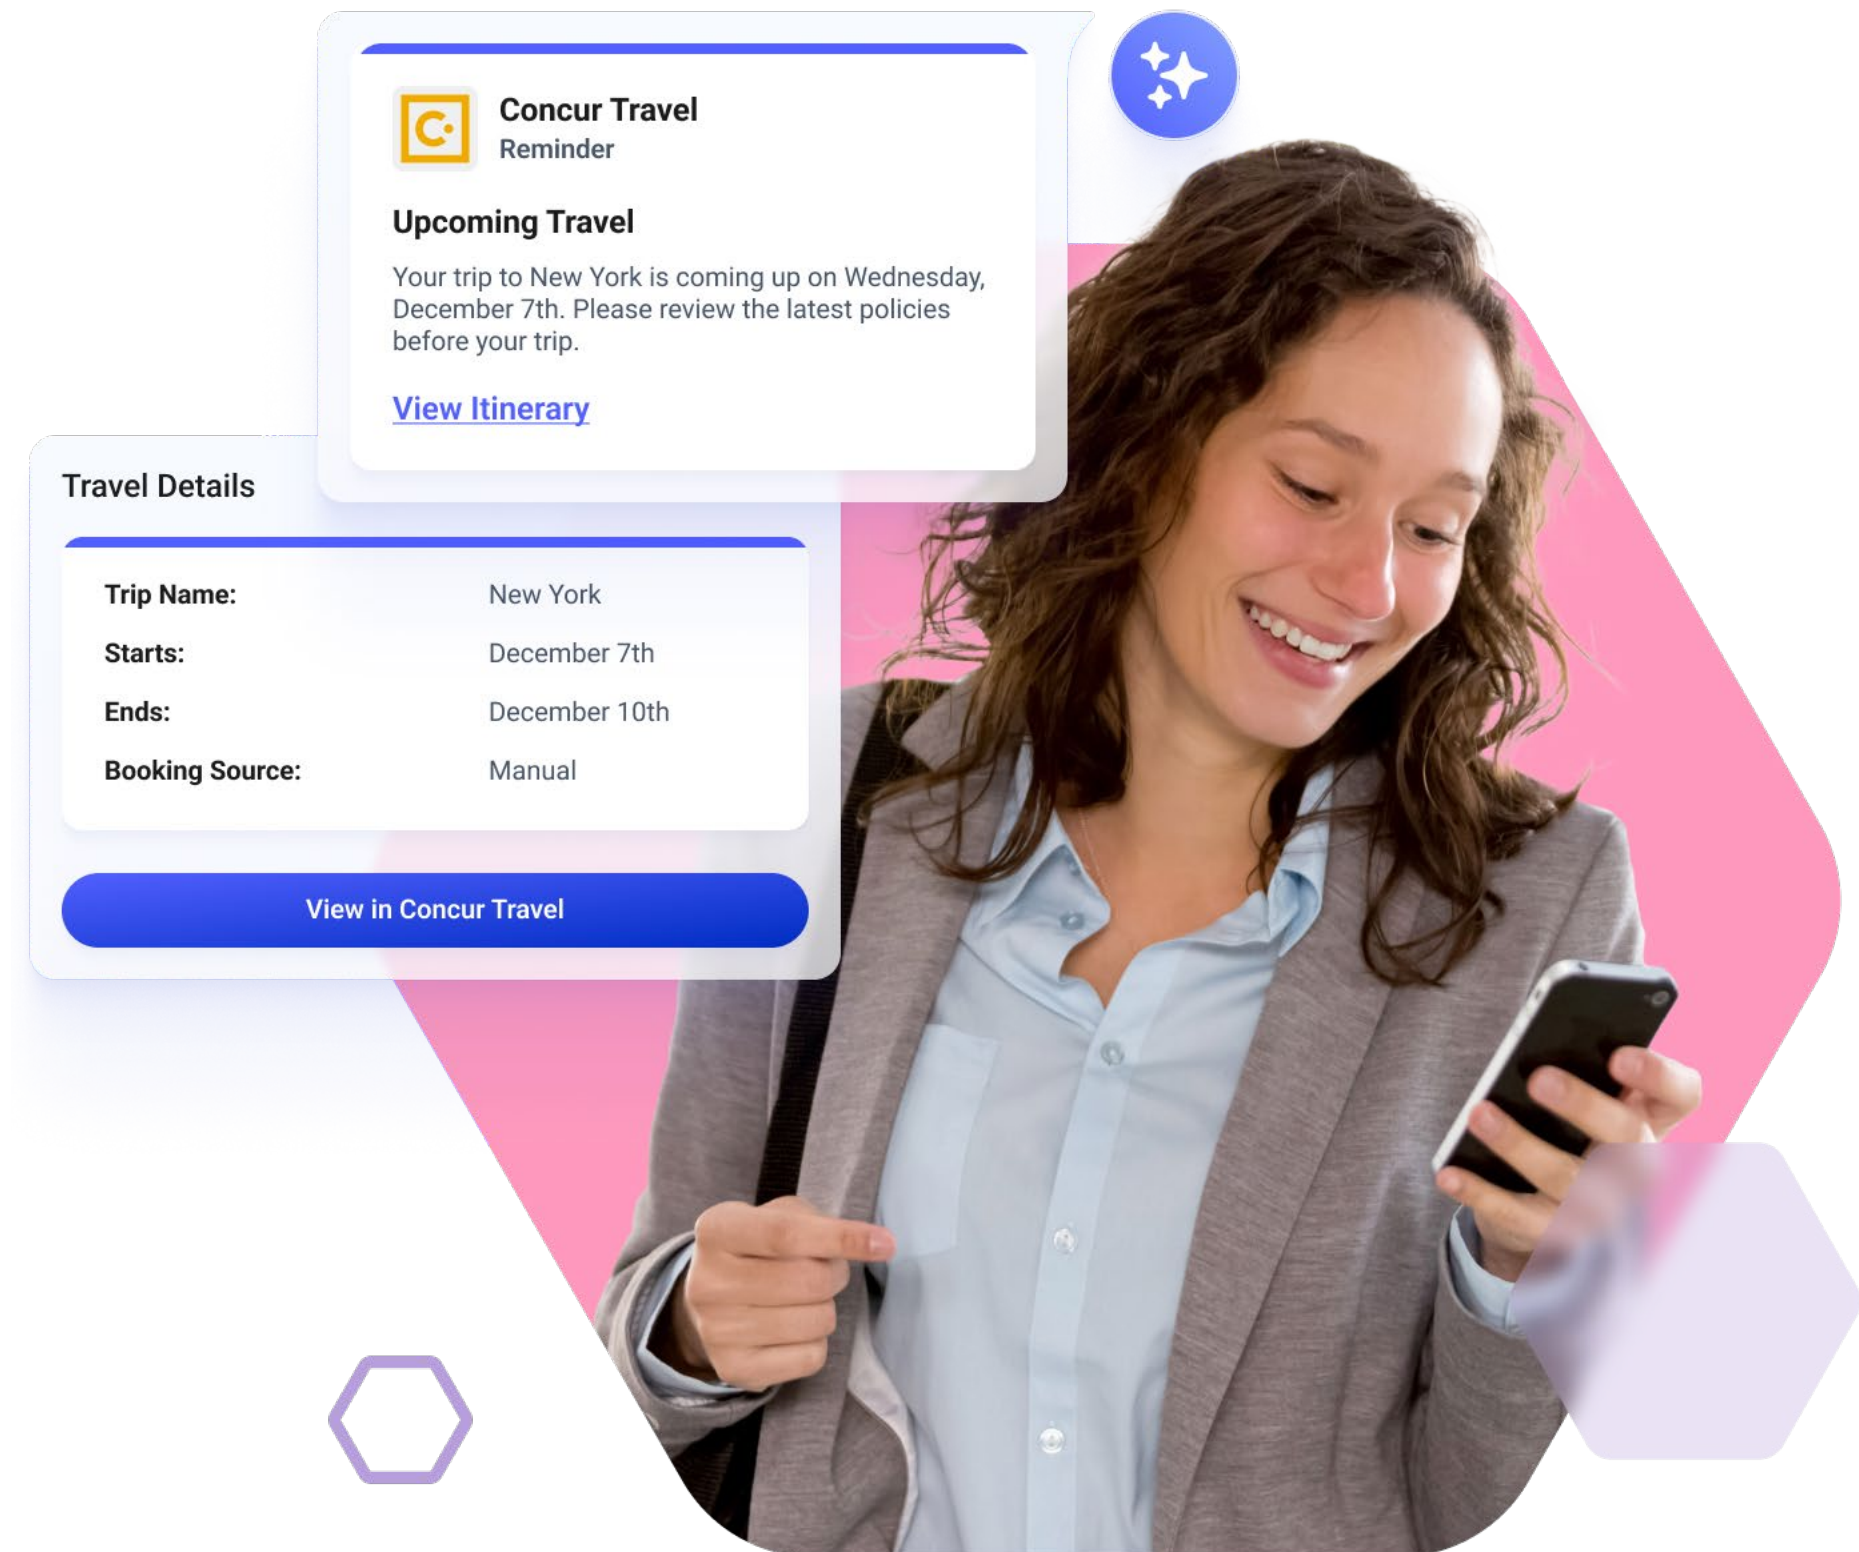 Concur Travel
Reminder
Upcoming Travel
Your trip to New York is coming up on Wednesday,
December 7th. Please review the latest policies
before your trip.
View Itinerary
Travel Details
Trip Name: New York
Starts: December 7th
Ends: December 10th
Booking Source: Manual
View in Concur Travel